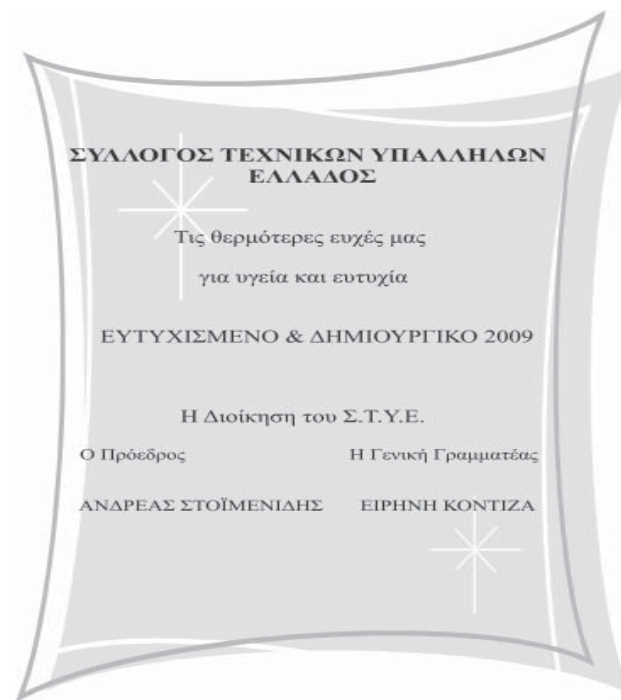 ΣΥΛΛΟΓΟΣ ΤΕΧΝΙΚΩΝ ΥΠΑΛΛΗΛΩΝ
ΕΛΛΑΔΟΣ
Τις θερμότερες ευχές μας
για υγεία και ευτυχία
ΕΥΤΥΧΙΣΜΕΝΟ & ΔΗΜΙΟΥΡΓΙΚΟ 2009
Η Διοίκηση του Σ.Τ.Υ.Ε.
Ο Πρόεδρος Η Γενική Γραμματέας
ΑΝΔΡΕΑΣ ΣΤΟΪΜΕΝΙΔΗΣ ΕΙΡΗΝΗ ΚΟΝΤΙΖΑ